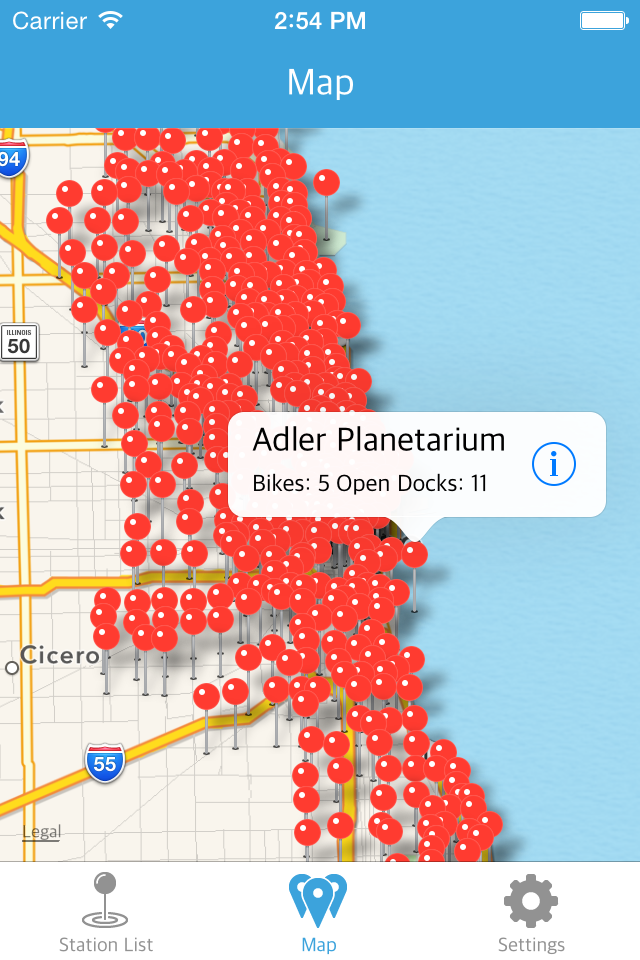 Carrier 2:54 PM
Map
94
ILLINOIS
50
Adler Planetarium
Bikes: 5 Open Docks: 11
Cicero
55
Legal
Station List Map Settings